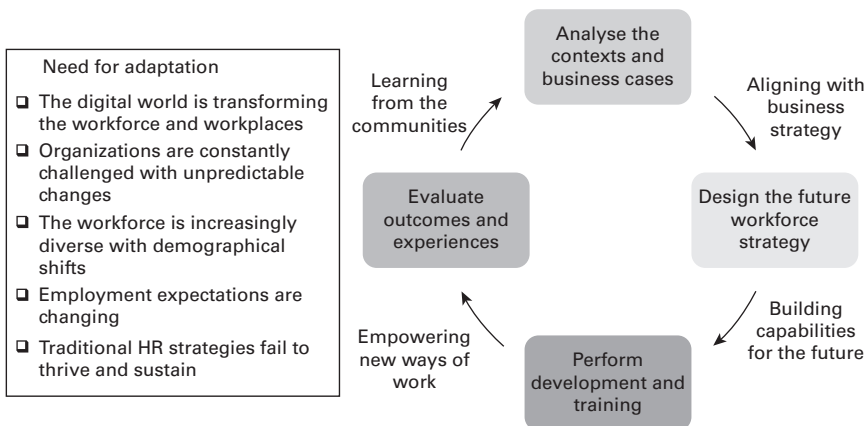 Need for adaptation
❑ The digital world is transforming
the workforce and workplaces
❑ Organizations are constantly
challenged with unpredictable
changes
❑ The workforce is increasingly
diverse with demographical
shifts
❑ Employment expectations are
changing
❑ Traditional HR strategies fail to
thrive and sustain
Analyse the
contexts and
business cases
Aligning with
business
strategy
Design the future
workforce
strategy
Building
capabilities
for the future
Perform
development and
training
Empowering
new ways of
work
Evaluate
outcomes and
experiences
Learning
from the
communities